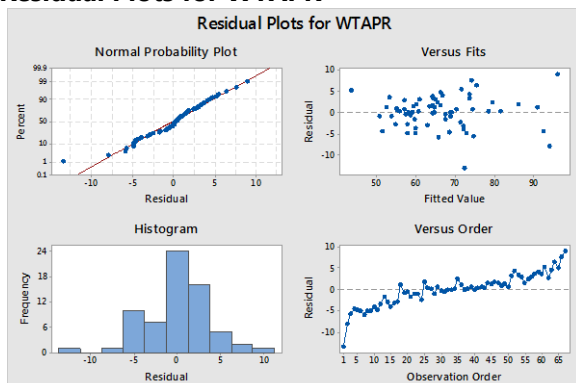 Residual Plots for WTAPR
Normal Probability Plot
99.9
99
90
50
10
1
0.1
Percent
-10 -5 0 5 10
Residual
Versus Fits
10
5
0
-5
-10
Residual
50 60 70 80 90
Fitted Value
Histogram
24
18
12
6
0
Frequency
-10 -5 0 5 10
Residual
Versus Order
10
5
0
-5
-10
Residual
1 5 10 15 20 25 30 35 40 45 50 55 60 65
Observation Order